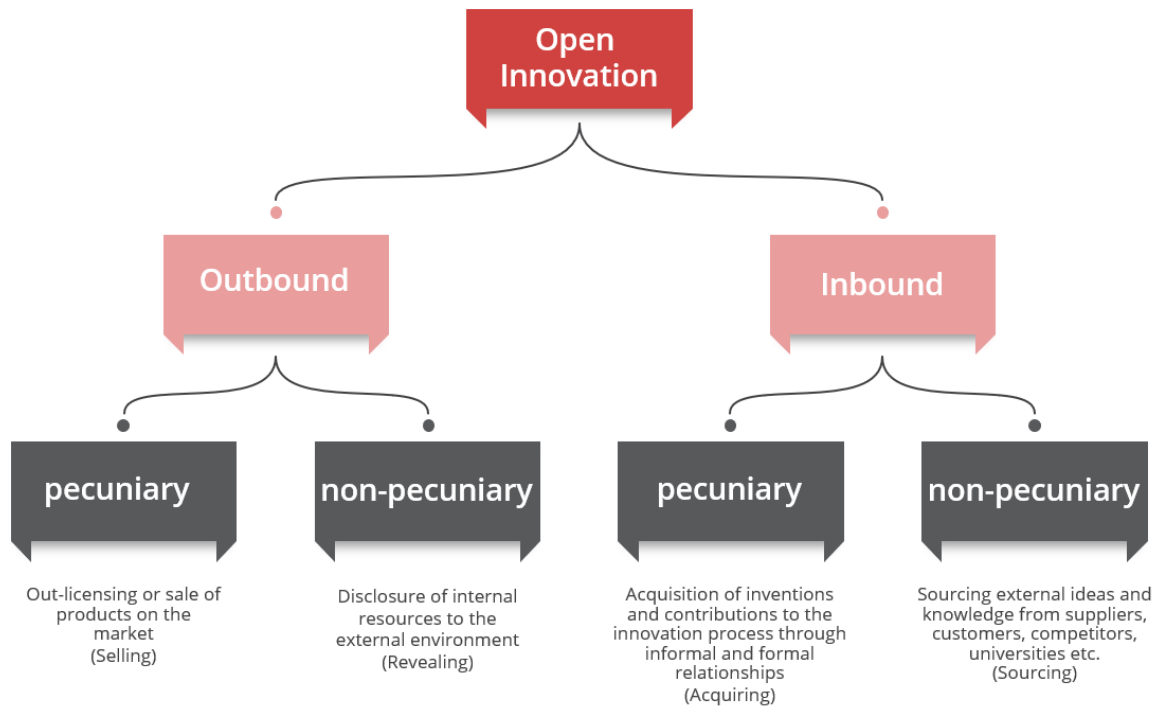 Open
Innovation
Outbound
Inbound
pecuniary
non-pecuniary
pecuniary
non-pecuniary
Out-licensing or sale of
products on the
market
(Selling)
Disclosure of internal
resources to the
external environment
(Revealing)
Acquisition of inventions
and contributions to the
innovation process through
informal and formal
relationships
(Acquiring)
Sourcing external ideas and
knowledge from suppliers,
customers, competitors,
universities etc.
(Sourcing)